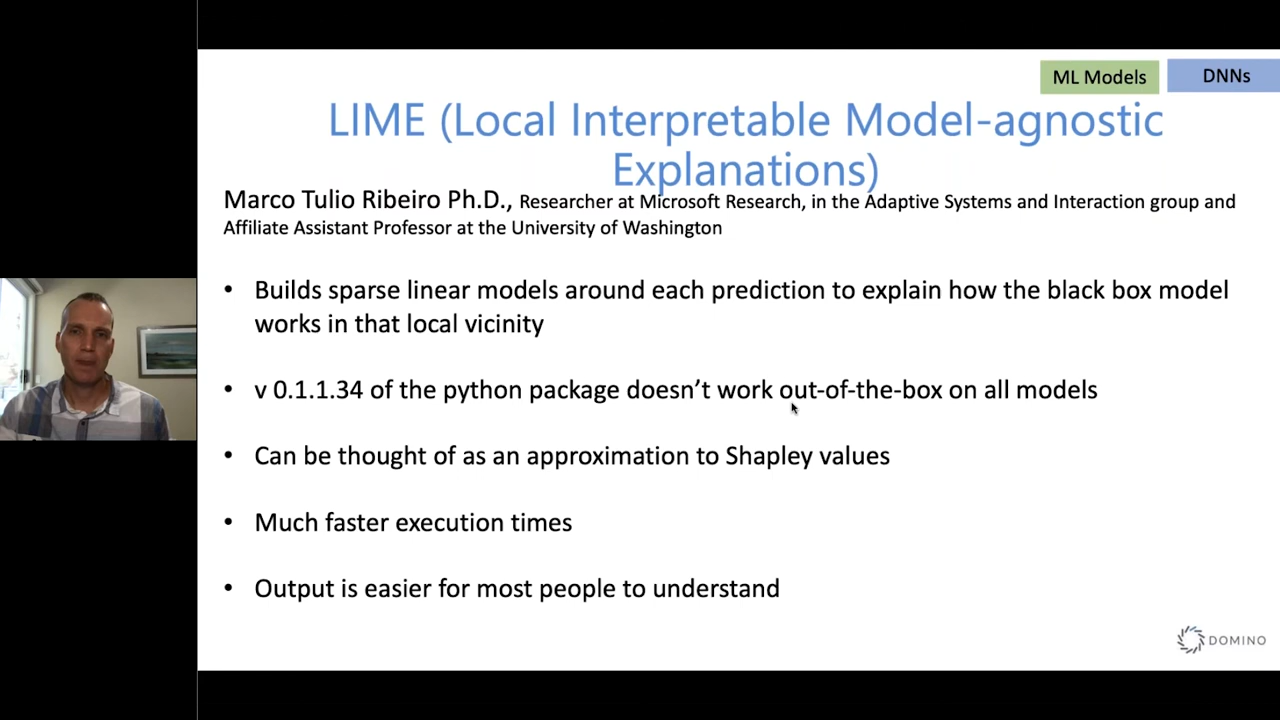 ML Models
DNNs
LIME (Local Interpretable Model-agnostic
Explanations)
Marco Tulio Ribeiro Ph.D., Researcher at Microsoft Research, in the Adaptive Systems and Interaction group and
Affiliate Assistant Professor at the University of Washington
• Builds sparse linear models around each prediction to explain how the black box model
works in that local vicinity
• v 0.1.1.34 of the python package doesn’t work out-of-the-box on all models
• Can be thought of as an approximation to Shapley values
• Much faster execution times
• Output is easier for most people to understand
DOMINO